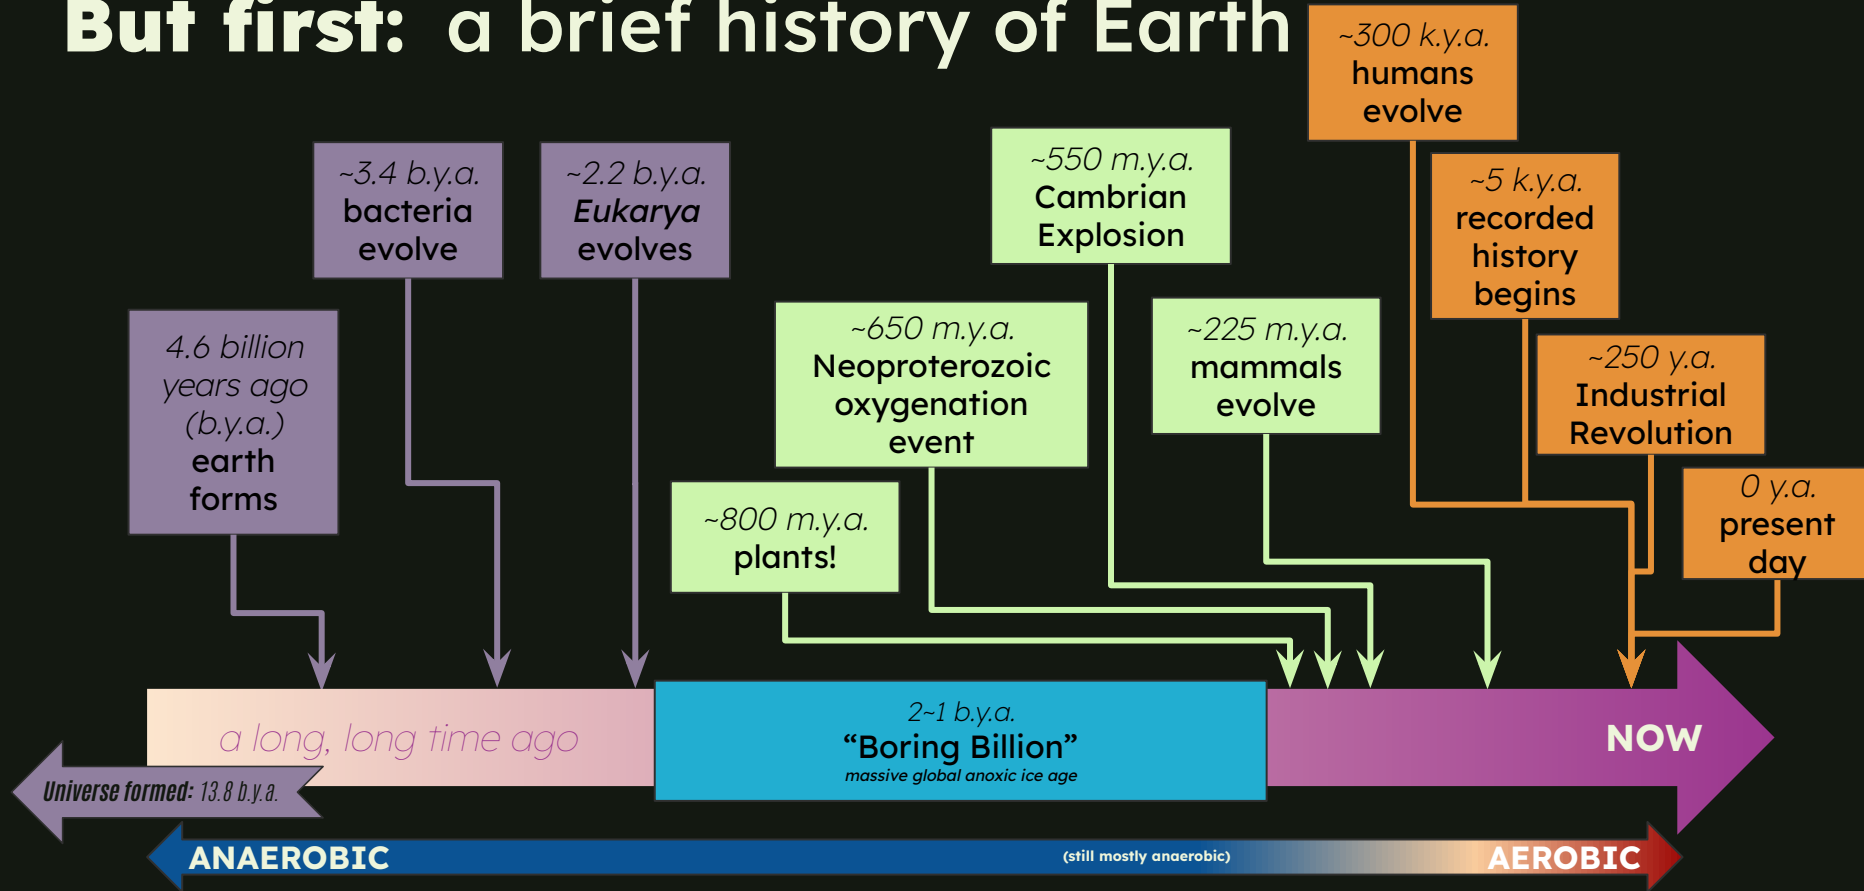 But first: a brief history of Earth
~300 k.y.a.
humans
evolve
~3.4 b.y.a.
bacteria
evolve
~2.2 b.y.a.
Eukarya
evolves
~550 m.y.a.
Cambrian
Explosion
~5 k.y.a.
recorded
history
begins
4.6 billion
years ago
(b.y.a.)
earth
forms
~650 m.y.a.
Neoproterozoic
oxygenation
event
~225 m.y.a.
mammals
evolve
~250 y.a.
Industrial
Revolution
~800 m.y.a.
plants!
0 y.a.
present
day
a long, long time ago
2~1 b.y.a.
“Boring Billion”
massive global anoxic ice age
NOW
Universe formed: 13.8 b.y.a.
ANAEROBIC
(still mostly anaerobic)
AEROBIC